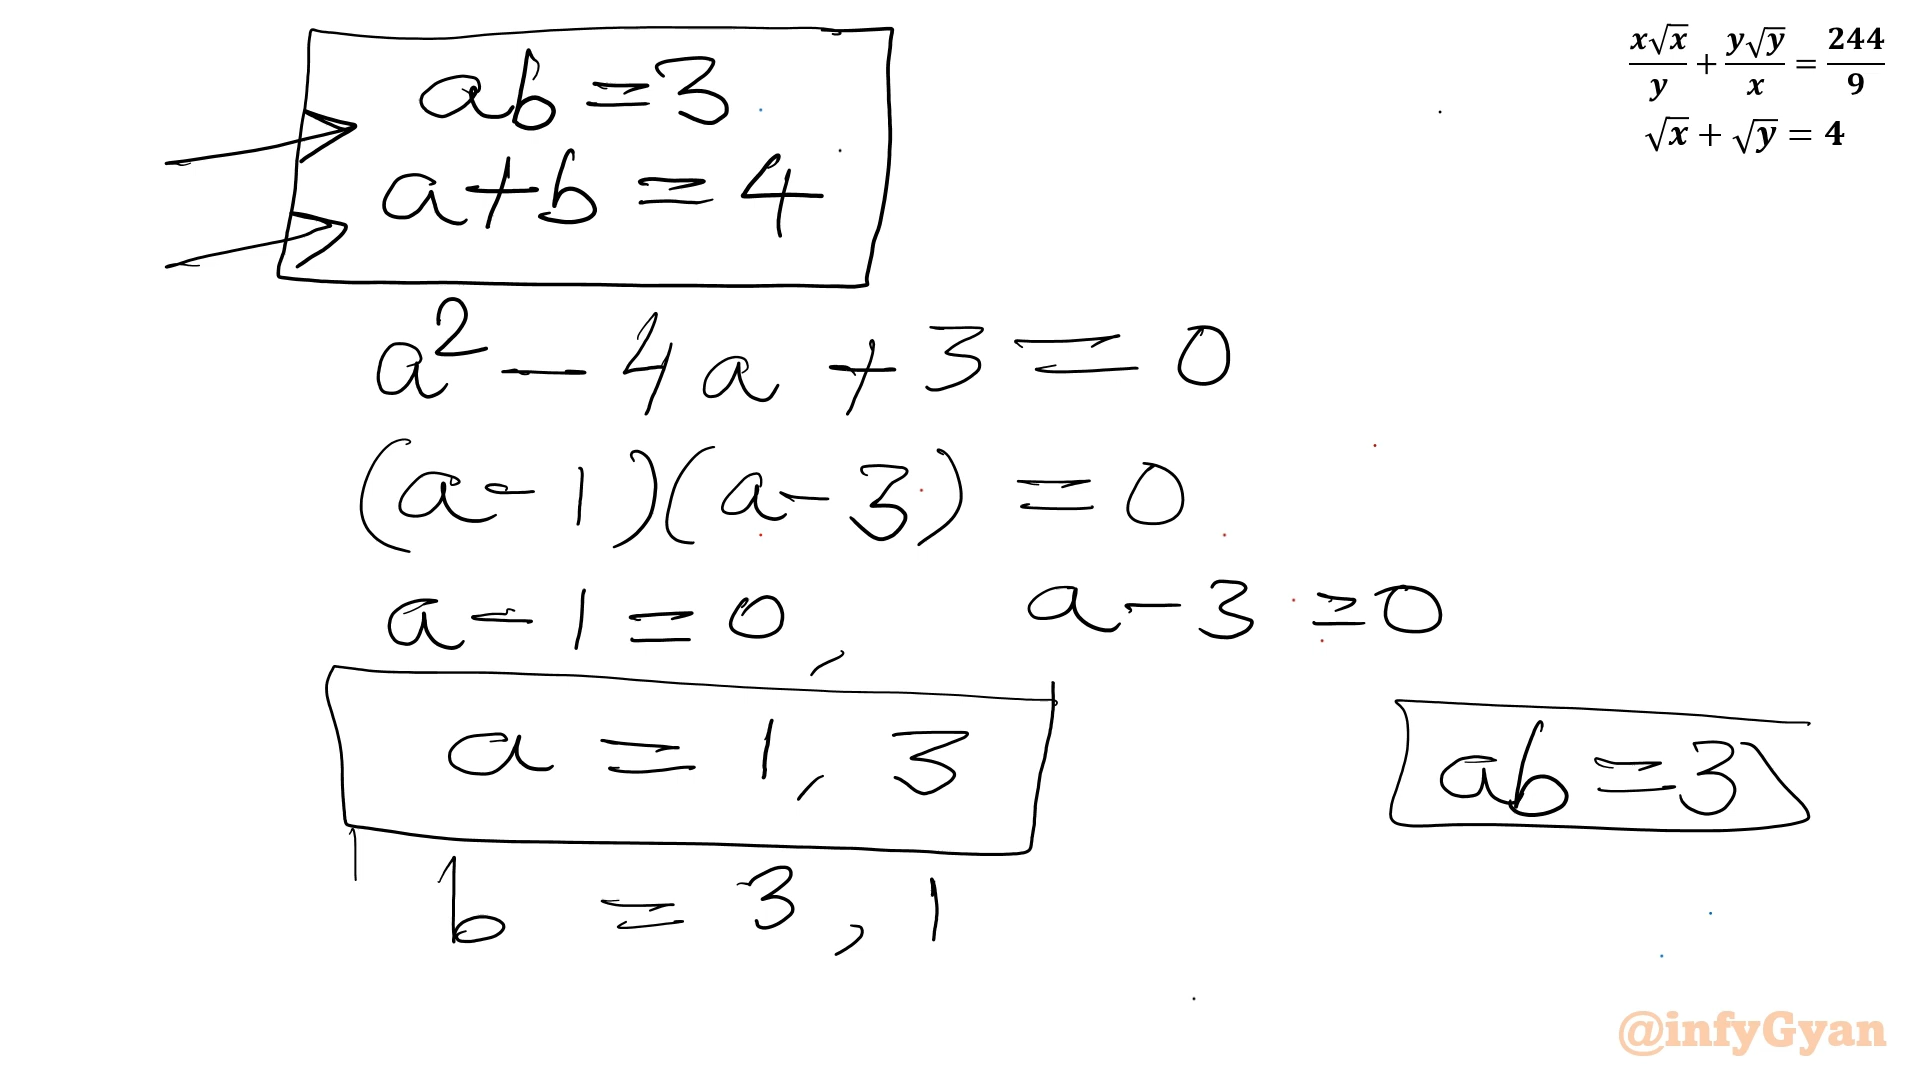 ab = 3
a + b = 4
a² - 4a + 3 = 0
(a - 1)(a - 3) = 0
a - 1 = 0, a - 3 = 0
a = 1, 3
ab = 3
b = 3, 1
x√x/y + y√y/x = 244/9
√x + √y = 4
@infyGyan